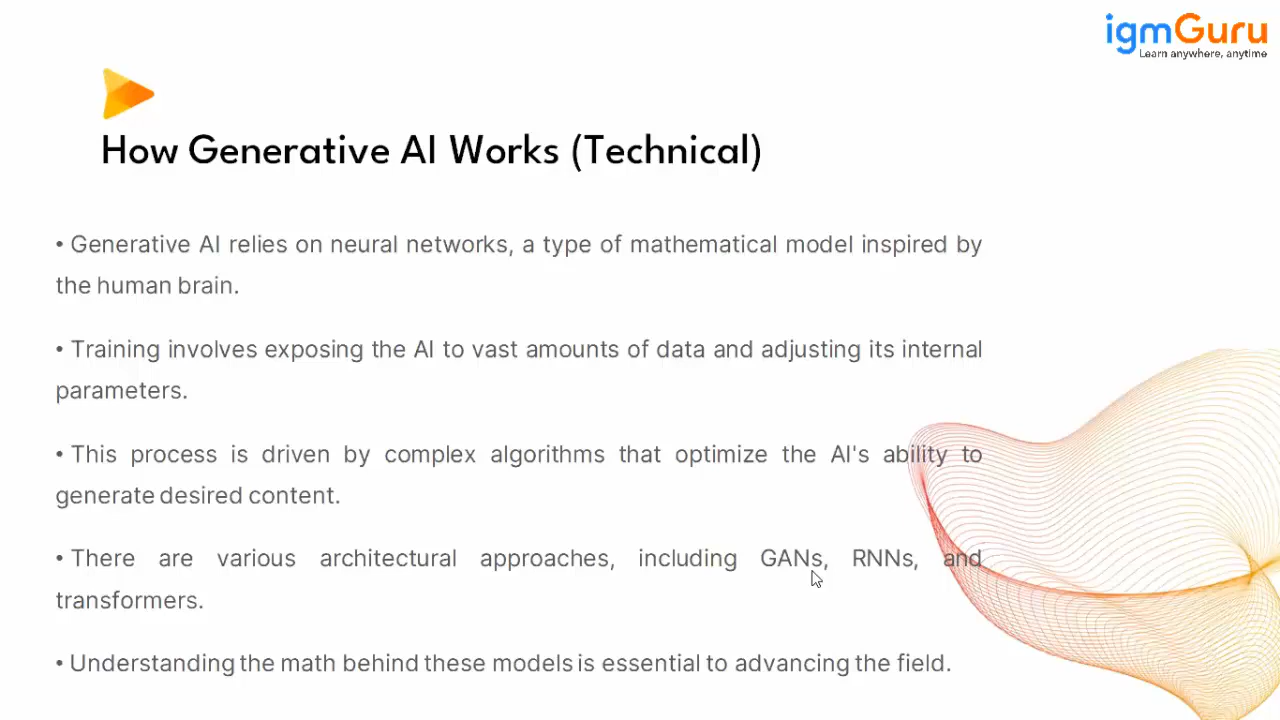 igmGuru
Learn anywhere, anytime
How Generative AI Works (Technical)
• Generative AI relies on neural networks, a type of mathematical model inspired by
the human brain.
• Training involves exposing the AI to vast amounts of data and adjusting its internal
parameters.
• This process is driven by complex algorithms that optimize the AI's ability to
generate desired content.
• There are various architectural approaches, including GANs, RNNs, and
transformers.
• Understanding the math behind these models is essential to advancing the field.